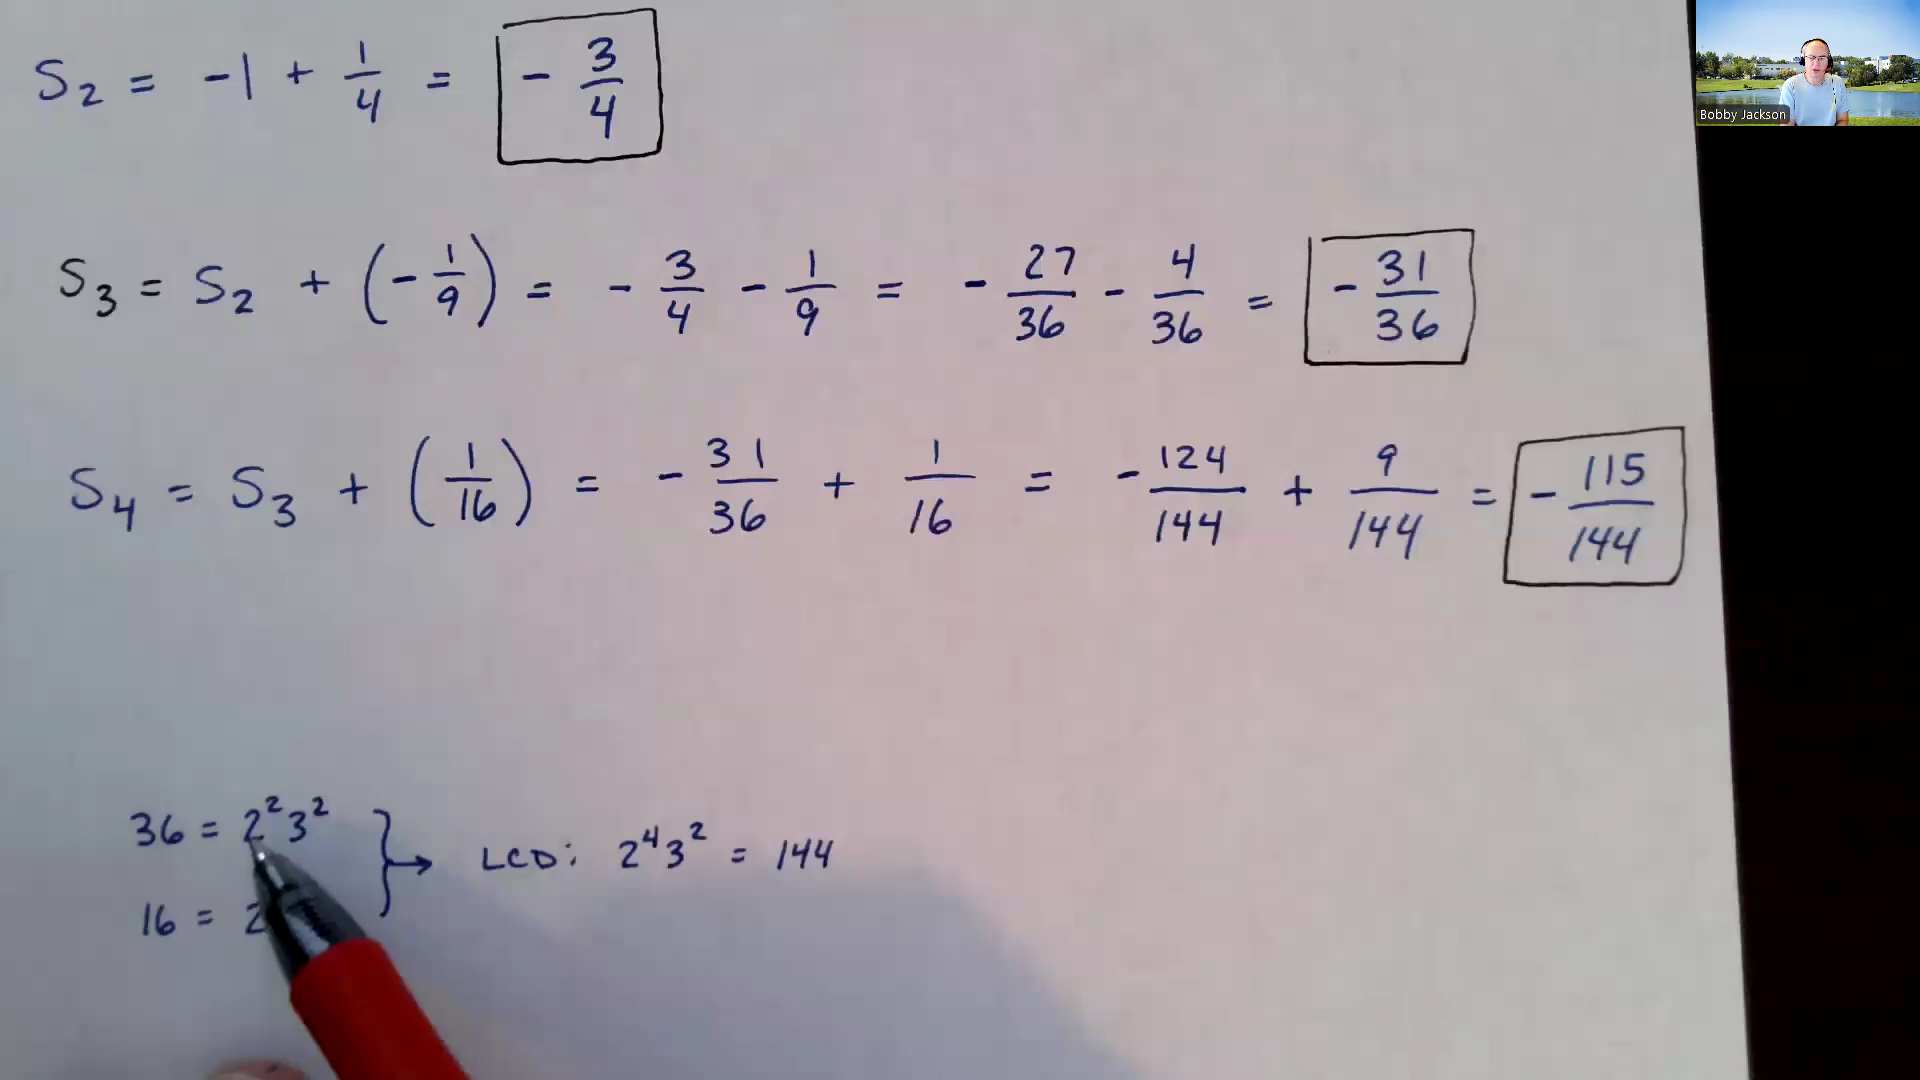 S₂ = -1 + 1/4 = - 3/4
Bobby Jackson
S₃ = S₂ + (- 1/9) = - 3/4 - 1/9 = - 27/36 - 4/36 = - 31/36
S₄ = S₃ + (1/16) = - 31/36 + 1/16 = - 124/144 + 9/144 = - 115/144
36 = 2²3²
16 = 2
} → LCD: 2⁴3² = 144